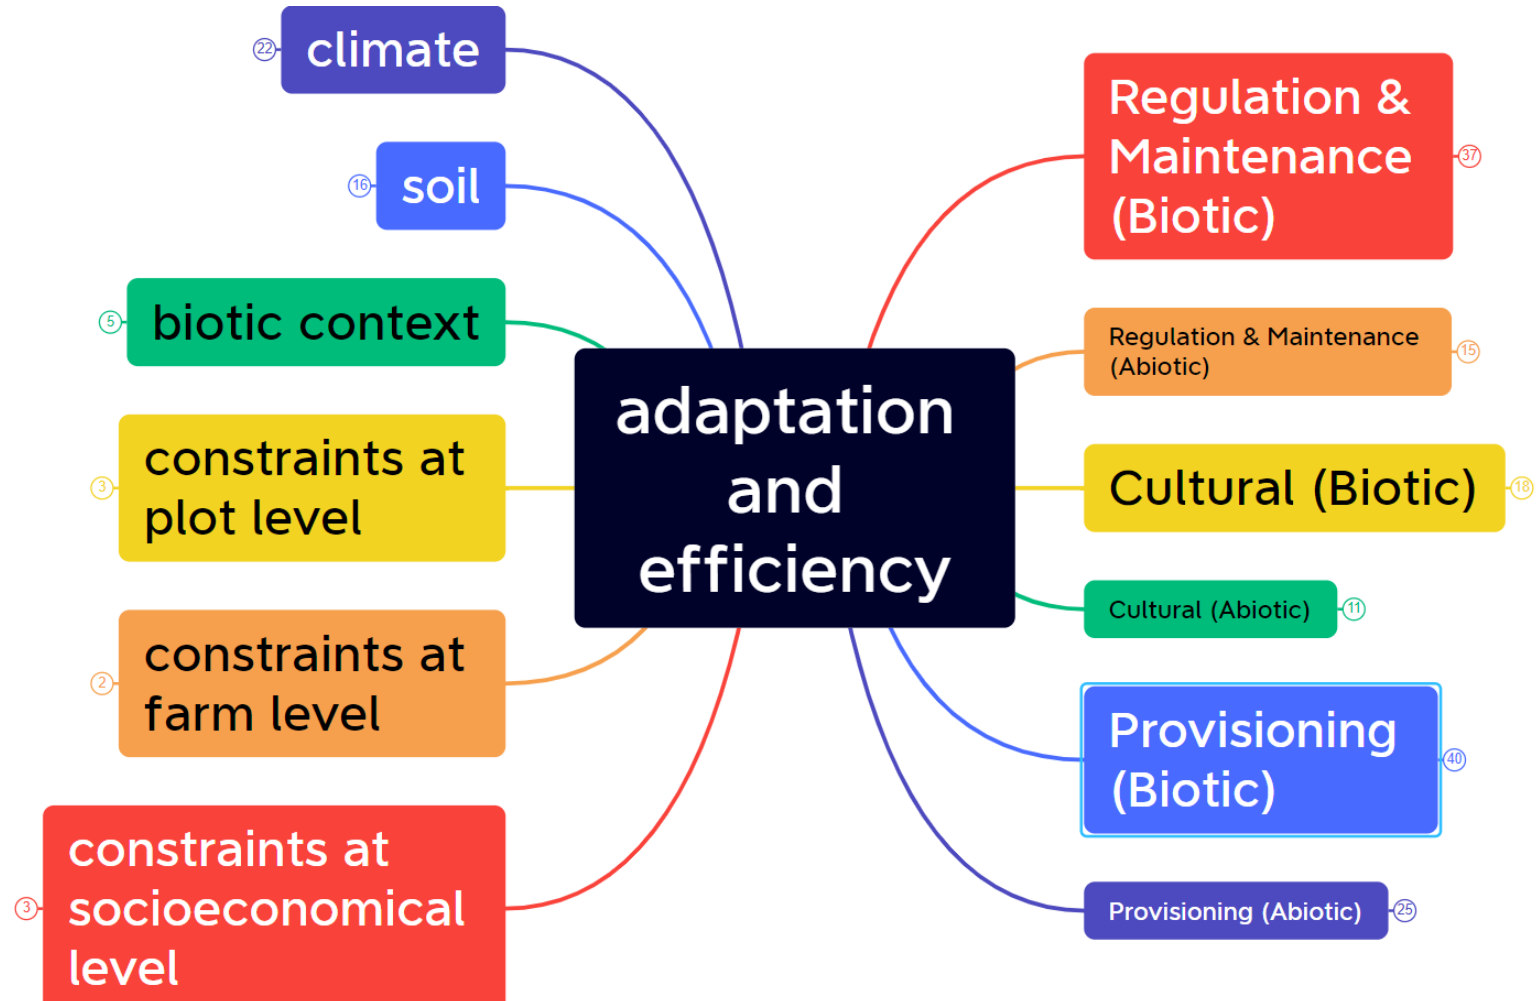 22
climate
16
soil
5
biotic context
3
constraints at
plot level
2
constraints at
farm level
3
constraints at
socioeconomical
level
adaptation
and
efficiency
Regulation &
Maintenance
(Biotic)
37
Regulation & Maintenance
(Abiotic)
15
Cultural (Biotic)
18
Cultural (Abiotic)
11
Provisioning
(Biotic)
40
Provisioning (Abiotic)
25